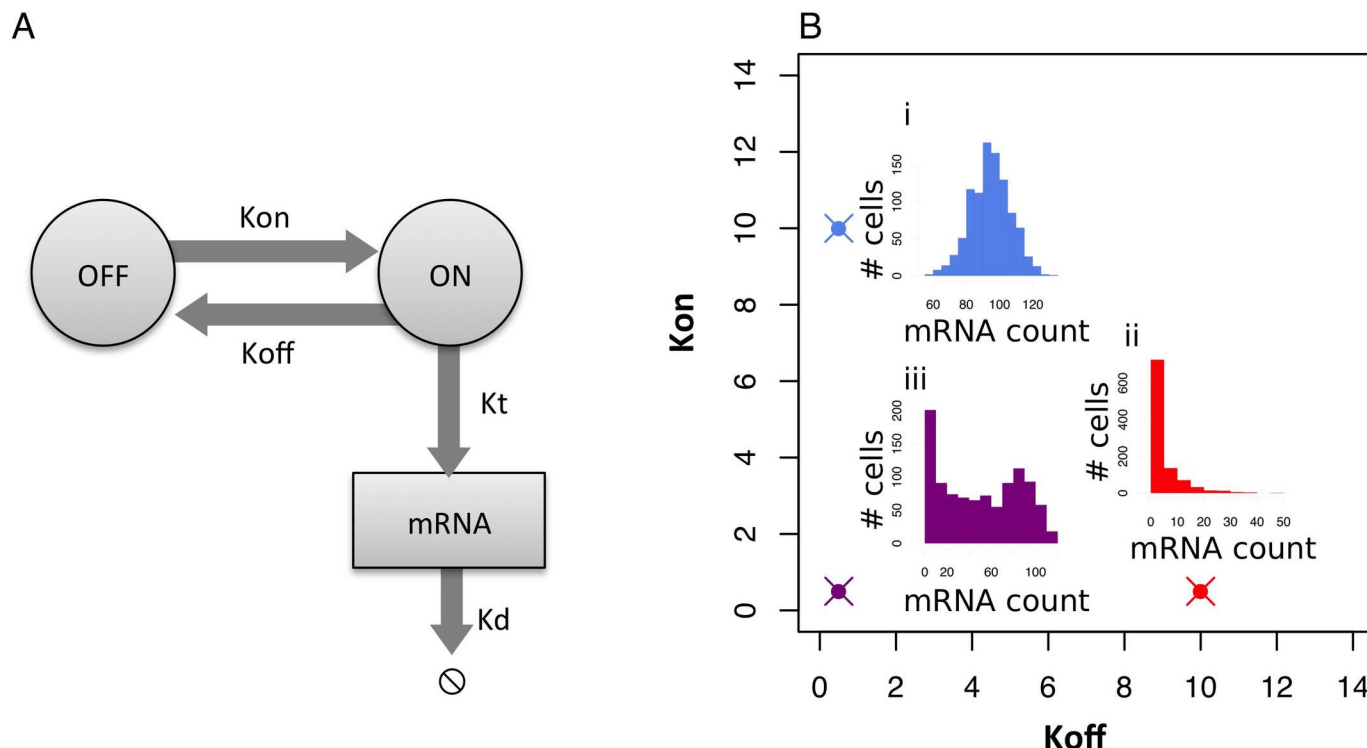 A
OFF
Kon
ON
Koff
Kt
mRNA
Kd
B
Kon
14
12
10
8
6
4
2
0
i
# cells
150
100
50
0
60 80 100 120
mRNA count
ii
# cells
600
400
200
0
0 10 20 30 40 50
mRNA count
iii
# cells
200
150
100
50
0
0 20 60 100
mRNA count
0 2 4 6 8 10 12 14
Koff